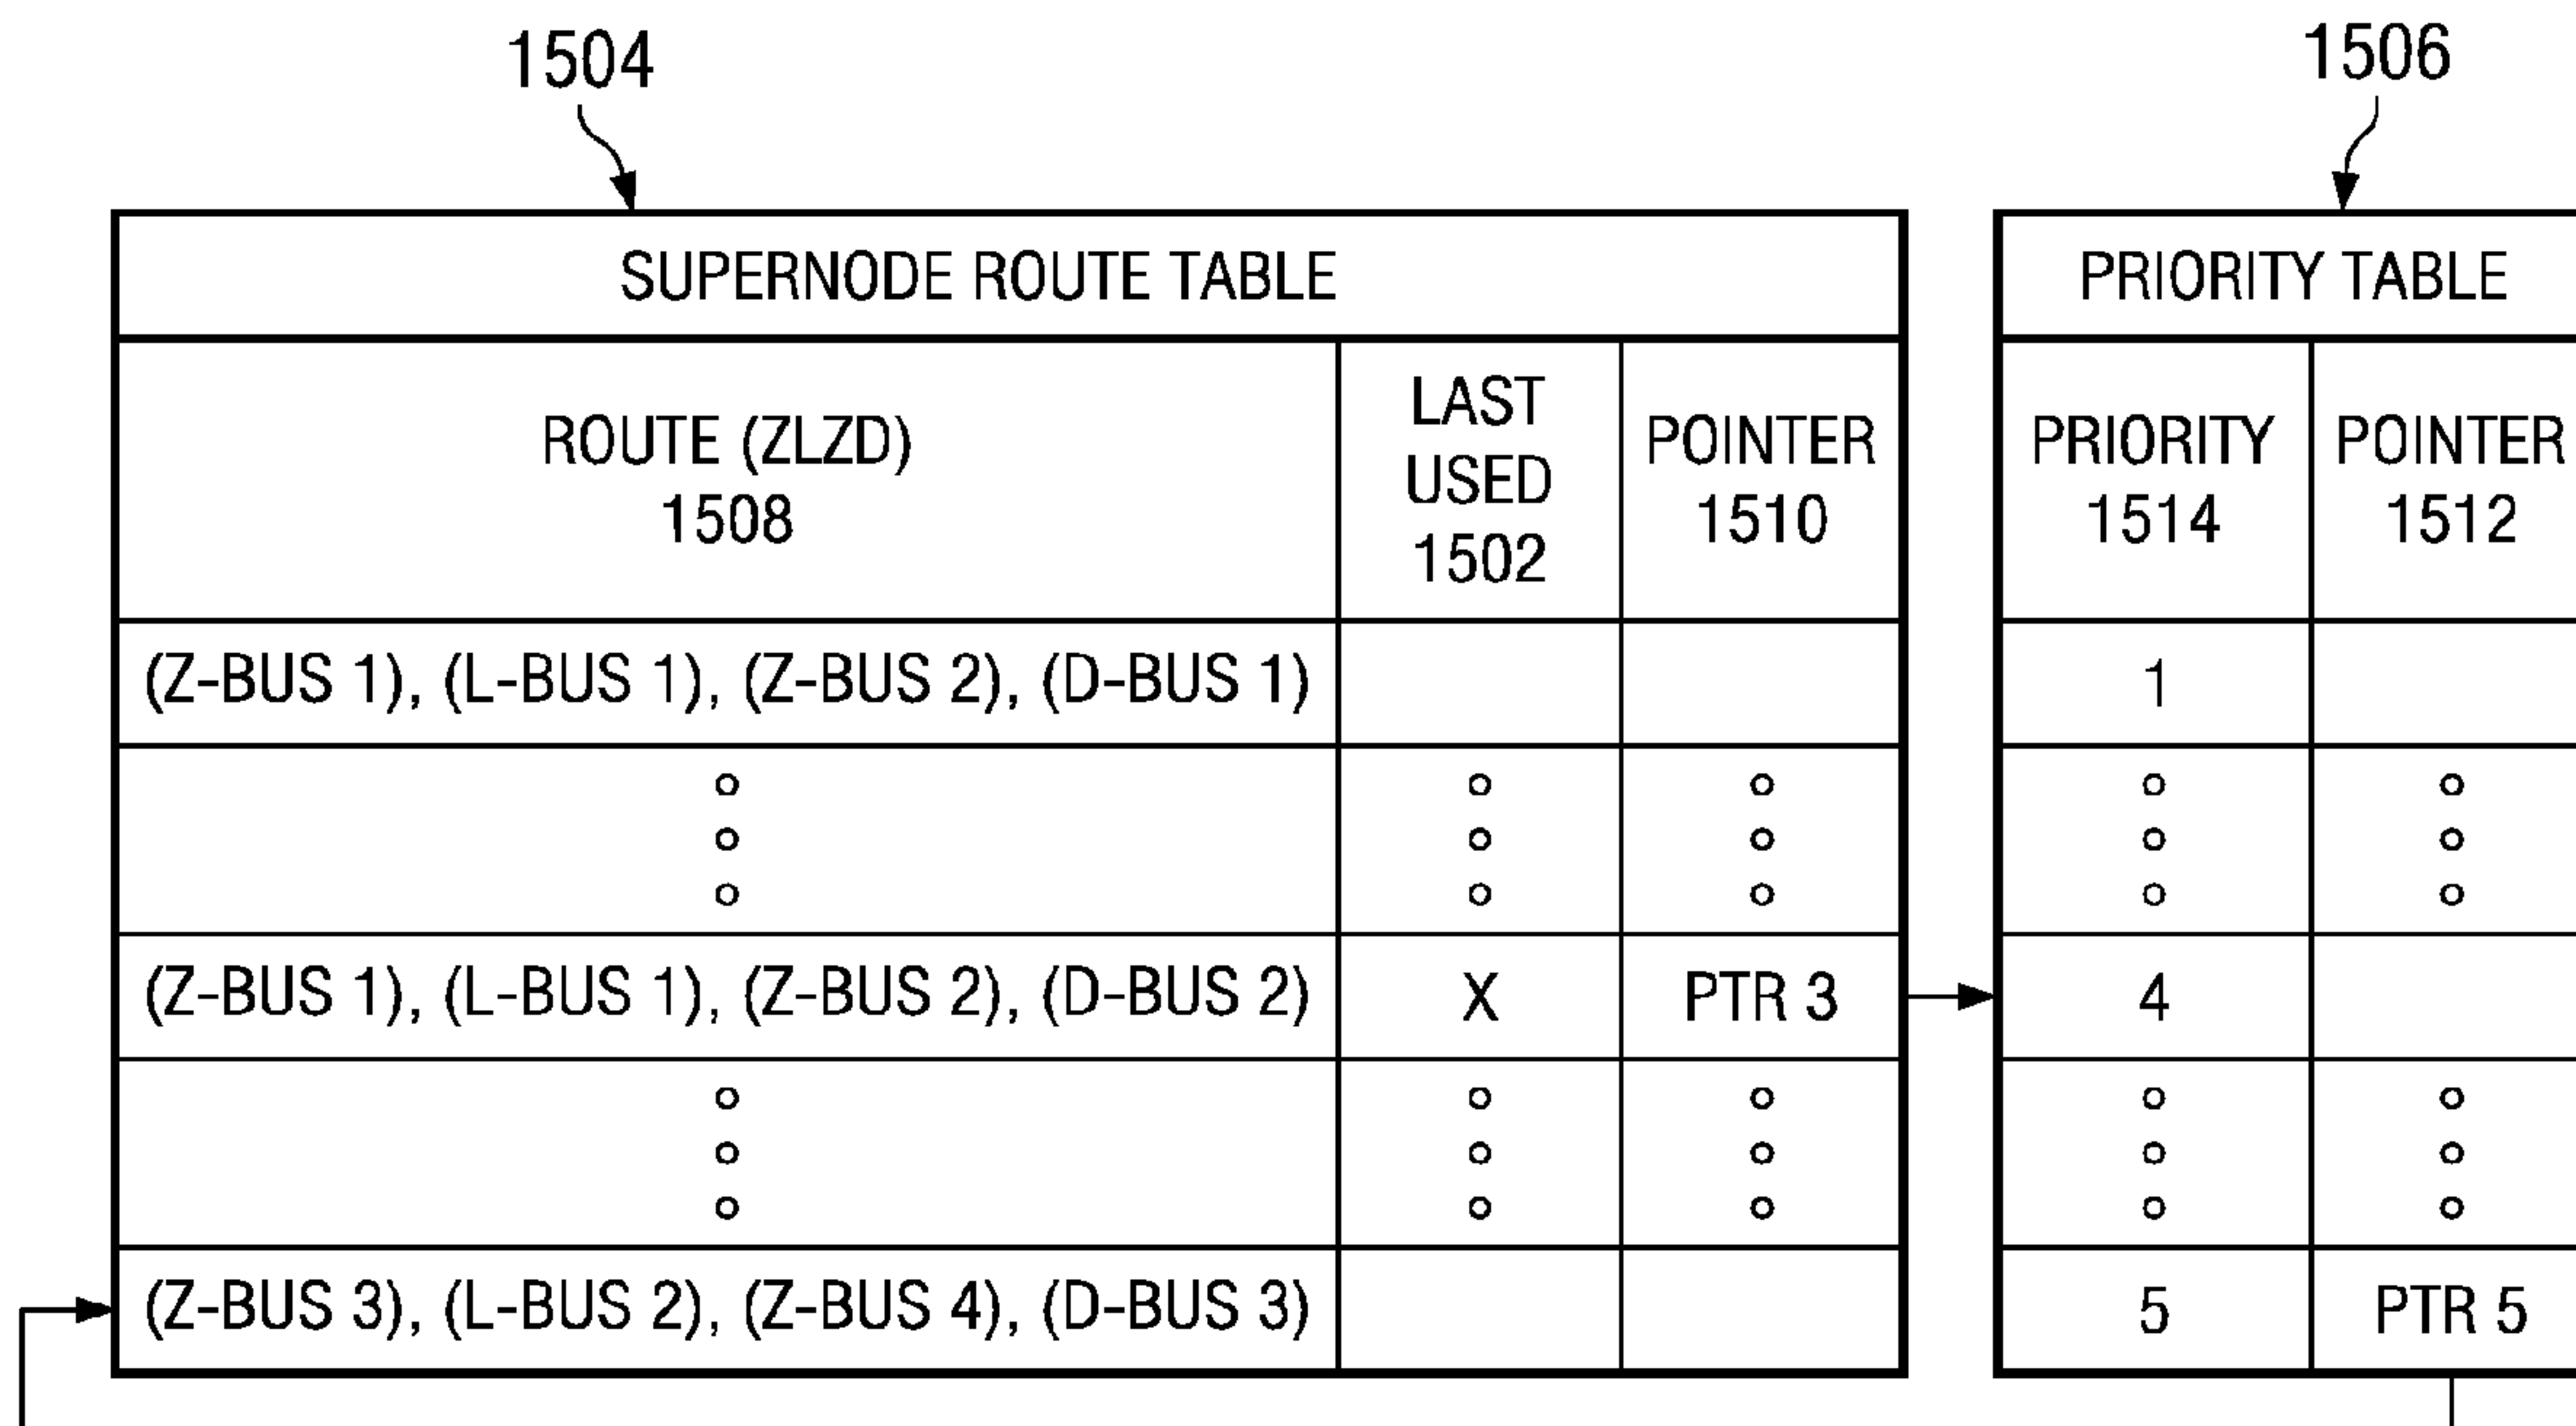 1504
1506
SUPERNODE ROUTE TABLE
ROUTE (ZLZD)
1508
LAST
USED
1502
POINTER
1510
(Z-BUS 1), (L-BUS 1), (Z-BUS 2), (D-BUS 1)
(Z-BUS 1), (L-BUS 1), (Z-BUS 2), (D-BUS 2) X PTR 3
(Z-BUS 3), (L-BUS 2), (Z-BUS 4), (D-BUS 3)
PRIORITY TABLE
PRIORITY
1514
POINTER
1512
1
4
5 PTR 5